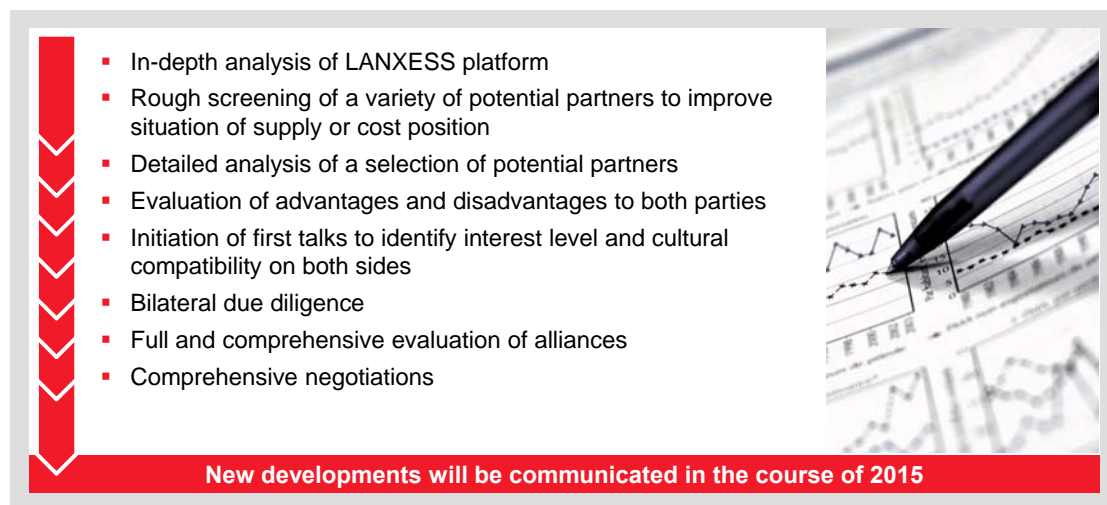 ▪ In-depth analysis of LANXESS platform
▪ Rough screening of a variety of potential partners to improve
situation of supply or cost position
▪ Detailed analysis of a selection of potential partners
▪ Evaluation of advantages and disadvantages to both parties
▪ Initiation of first talks to identify interest level and cultural
compatibility on both sides
▪ Bilateral due diligence
▪ Full and comprehensive evaluation of alliances
▪ Comprehensive negotiations
New developments will be communicated in the course of 2015